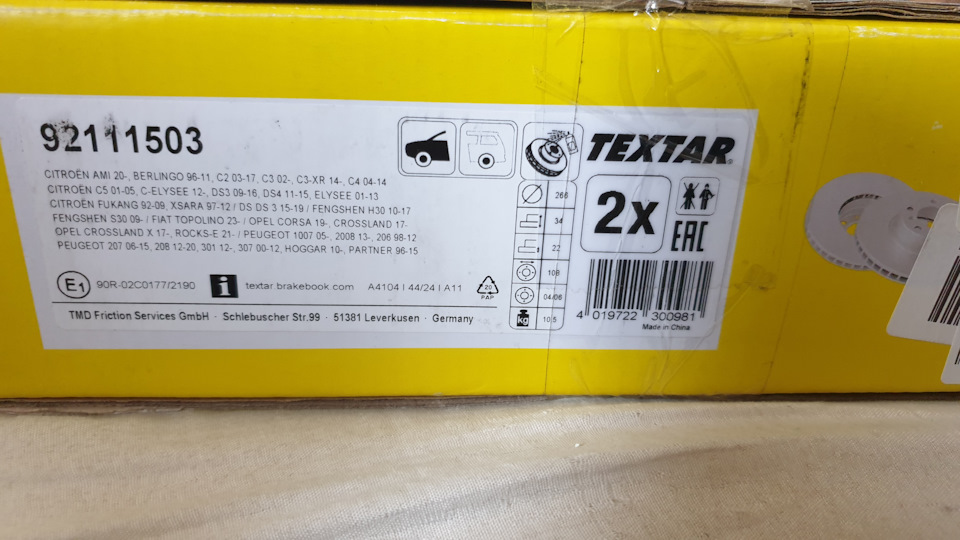 92111503
CITROËN AMI 20-, BERLINGO 96-11, C2 03-17, C3 02-, C3-XR 14-, C4 04-14
CITROËN C5 01-05, C-ELYSEE 12-, DS3 09-16, DS4 11-15, ELYSEE 01-13
CITROËN FUKANG 92-09, XSARA 97-12 / DS DS 3 15-19 / FENGSHEN H30 10-17
FENGSHEN S30 09- / FIAT TOPOLINO 23- / OPEL CORSA 19-, CROSSLAND 17-
OPEL CROSSLAND X 17-, ROCKS-E 21- / PEUGEOT 1007 05-, 2008 13-, 206 98-12
PEUGEOT 207 06-15, 208 12-20, 301 12-, 307 00-12, HOGGAR 10-, PARTNER 96-15
E1 90R-02C0177/2190
i textar.brakebook.com
A4104 | 44/24 | A11
20
PAP
TMD Friction Services GmbH · Schlebuscher Str.99 · 51381 Leverkusen · Germany
266
34
22
108
04/06
kg 10.5
TEXTAR®
2x
EAC
4 019722 300981
Made in China